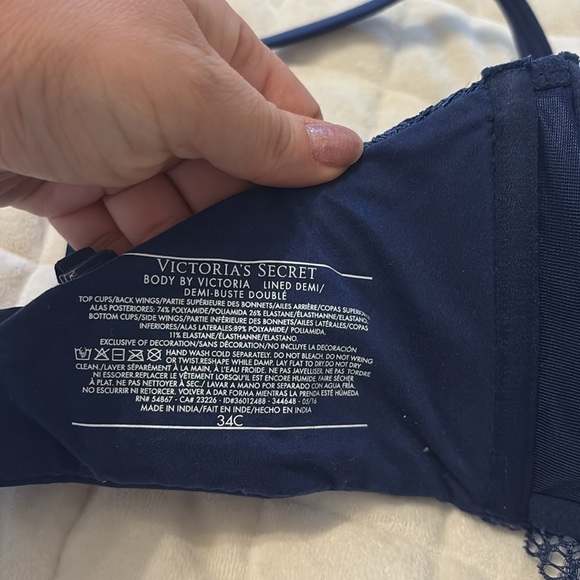 VICTORIA'S SECRET
BODY BY VICTORIA LINED DEMI/
DEMI-BUSTE DOUBLÉ
TOP CUPS/BACK WINGS/PARTIE SUPÉRIEURE DES BONNETS/AILES ARRIÈRE/COPAS
ALAS POSTERIORES: 74% POLYAMIDE/POLIAMIDA 26% ELASTANE/ÉLASTHANNE/ELASTANO.
BOTTOM CUPS/SIDE WINGS/PARTIE INFÉRIEURE DES BONNETS/AILES LATÉRALES/COPAS
INFERIORES/ALAS LATERALES:89% POLYAMIDE/ POLIAMIDA
11% ELASTANE/ÉLASTHANNE/ELASTANO.
EXCLUSIVE OF DECORATION/SANS DÉCORATION/NO INCLUYE LA DECORACIÓN
HAND WASH COLD SEPARATELY. DO NOT BLEACH. DO NOT WRING
OR TWIST.RESHAPE WHILE DAMP. LAY FLAT TO DRY.DO NOT DRY
CLEAN./LAVER SÉPARÉMENT À LA MAIN, À L'EAU FROIDE. NE PAS JAVELLISER. NE PAS TORDRE
NI ESSORER.REPLACER LE VÊTEMENT LORSQU'IL EST ENCORE HUMIDE. FAIRE SÉCHER
À PLAT. NE PAS NETTOYER À SEC./ LAVAR A MANO POR SEPARADO CON AGUA FRÍA.
NO ESCURRIR NI RETORCER. VOLVER A DAR FORMA MIENTRAS LA PRENDA ESTÉ HÚMEDA
RN# 54867 - CA# 23226 - ID#36012488 - 344648 - 05/16
MADE IN INDIA/FAIT EN INDE/HECHO EN INDIA
34C